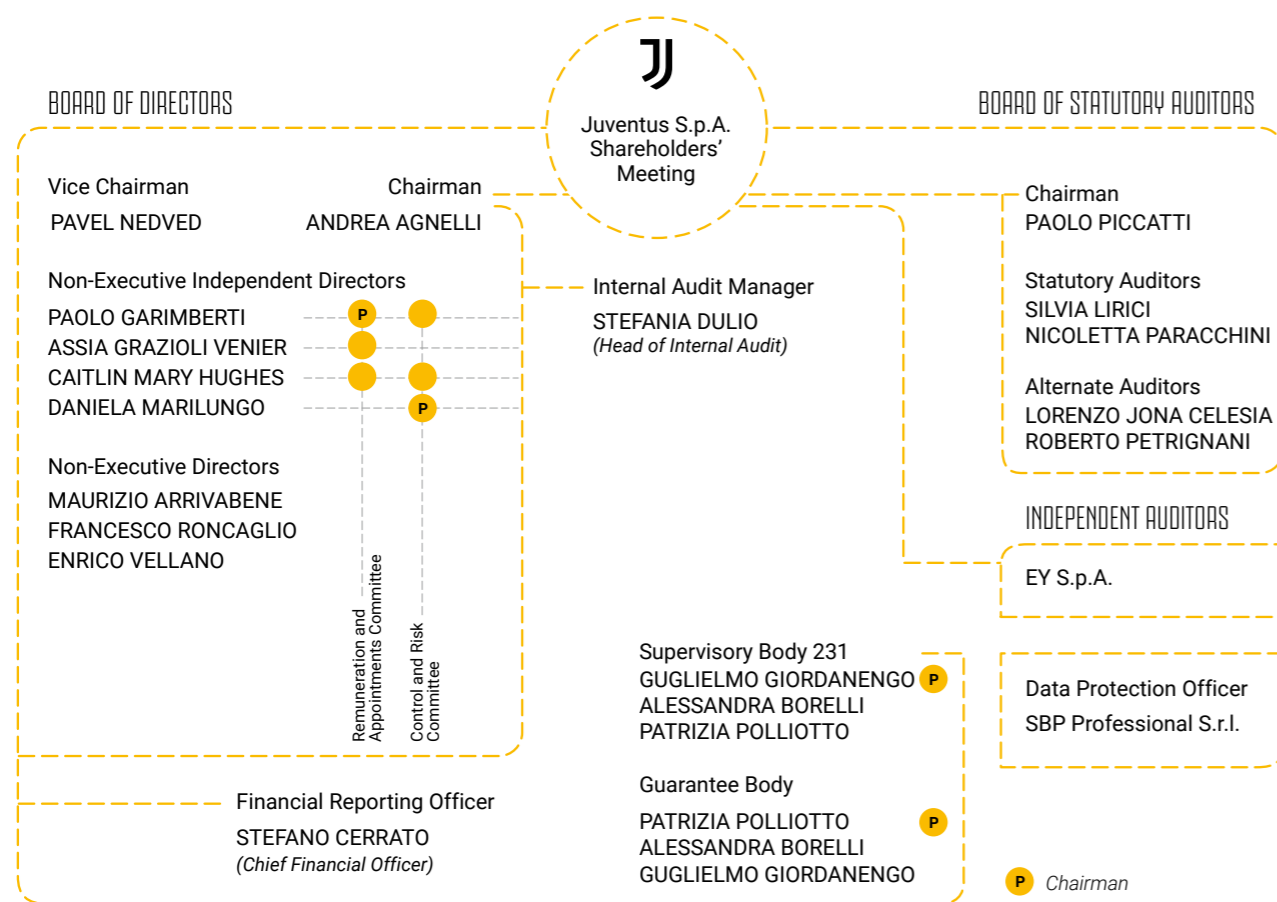 Juventus S.p.A.
Shareholders'
Meeting
BOARD OF DIRECTORS
Vice Chairman
PAVEL NEDVED
Chairman
ANDREA AGNELLI
Non-Executive Independent Directors
PAOLO GARIMBERTI
P
ASSIA GRAZIOLI VENIER
CAITLIN MARY HUGHES
DANIELA MARILUNGO
P
Non-Executive Directors
MAURIZIO ARRIVABENE
FRANCESCO RONCAGLIO
ENRICO VELLANO
Remuneration and
Appointments Committee
Control and Risk
Committee
Financial Reporting Officer
STEFANO CERRATO
(Chief Financial Officer)
Internal Audit Manager
STEFANIA DULIO
(Head of Internal Audit)
Supervisory Body 231
GUGLIELMO GIORDANENGO P
ALESSANDRA BORELLI
PATRIZIA POLLIOTTO
Guarantee Body
PATRIZIA POLLIOTTO P
ALESSANDRA BORELLI
GUGLIELMO GIORDANENGO
BOARD OF STATUTORY AUDITORS
Chairman
PAOLO PICCATTI
Statutory Auditors
SILVIA LIRICI
NICOLETTA PARACCHINI
Alternate Auditors
LORENZO JONA CELESIA
ROBERTO PETRIGNANI
INDEPENDENT AUDITORS
EY S.p.A.
Data Protection Officer
SBP Professional S.r.l.
P Chairman